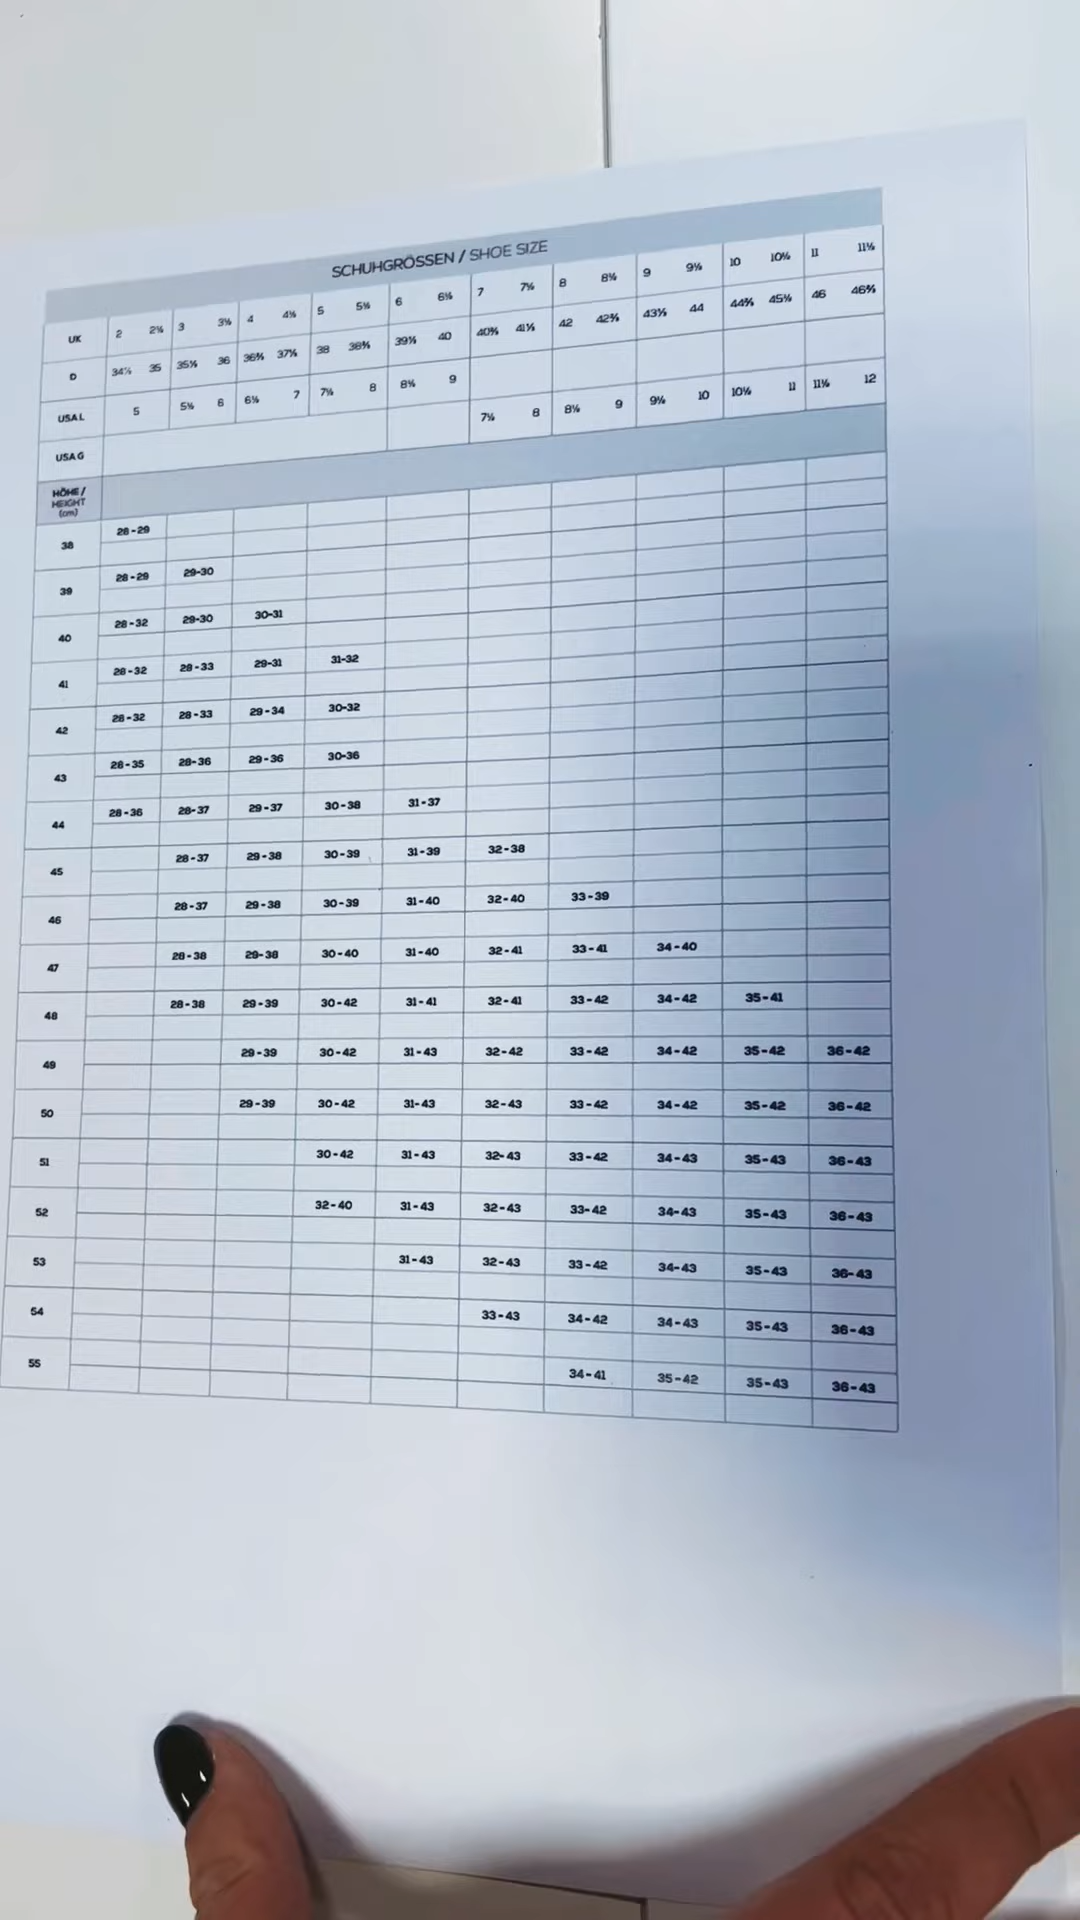 SCHUHGRÖSSEN / SHOE SIZE
UK 2 2½ 3 3½ 4 4½ 5 5½ 6 6½ 7 7½ 8 8½ 9 9½ 10 10½ 11 11½
D 34½ 35 35½ 36 36⅔ 37⅓ 38 38⅔ 39⅓ 40 40⅔ 41⅓ 42 42⅔ 43⅓ 44 44⅔ 45⅓ 46 46⅔
USA L 5 5½ 6 6½ 7 7½ 8 8½ 9
USA G 7½ 8 8½ 9 9½ 10 10½ 11 11½ 12
HÖHE /
HEIGHT
(cm)
38 28-29
39 28-29 29-30
40 28-32 29-30 30-31
41 28-32 28-33 29-31 31-32
42 28-32 28-33 29-34 30-32
43 28-35 28-36 29-36 30-36
44 28-36 28-37 29-37 30-38 31-37
45 28-37 29-38 30-39 31-39 32-38
46 28-37 29-38 30-39 31-40 32-40 33-39
47 28-38 29-38 30-40 31-40 32-41 33-41 34-40
48 28-38 29-39 30-42 31-41 32-41 33-42 34-42 35-41
49 29-39 30-42 31-43 32-42 33-42 34-42 35-42 36-42
50 29-39 30-42 31-43 32-43 33-42 34-42 35-42 36-42
51 30-42 31-43 32-43 33-42 34-43 35-43 36-43
52 32-40 31-43 32-43 33-42 34-43 35-43 36-43
53 31-43 32-43 33-42 34-43 35-43 36-43
54 33-43 34-42 34-43 35-43 36-43
55 34-41 35-42 35-43 36-43